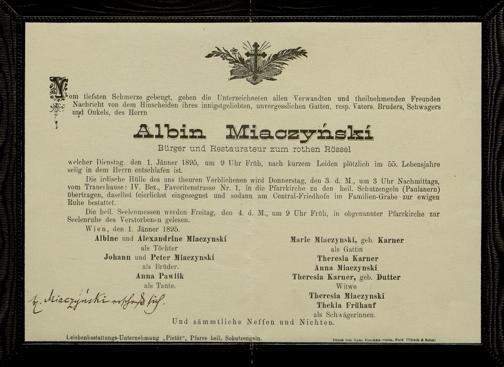 Vom tiefsten Schmerze gebeugt, geben die Unterzeichneten allen Verwandten und theilnehmenden Freunden
Nachricht von dem Hinscheiden ihres innigstgeliebten, unvergesslichen Gatten, resp. Vaters, Bruders, Schwagers
und Onkels, des Herrn
Albin Miaczyński
Bürger und Restaurateur zum rothen Rössel
welcher Dienstag, den 1. Jänner 1895, um 9 Uhr Früh, nach kurzem Leiden plötzlich im 55. Lebensjahre
selig in dem Herrn entschlafen ist.
Die irdische Hülle des uns theuren Verblichenen wird Donnerstag, den 3. d. M., um 3 Uhr Nachmittags,
vom Trauerhause: IV. Bez., Favoritenstrasse Nr. 1, in die Pfarrkirche zu den heil. Schutzengeln (Paulanern)
übertragen, daselbst feierlichst eingesegnet und sodann am Central-Friedhofe im Familien-Grabe zur ewigen
Ruhe bestattet.
Die heil. Seelenmessen werden Freitag, den 4. d. M., um 9 Uhr Früh, in obgenannter Pfarrkirche zur
Seelenruhe des Verstorbenen gelesen.
Wien, den 1. Jänner 1895.
Albine und Alexandrine Miaczynski
als Töchter
Johann und Peter Miaczynski
als Brüder.
Anna Pawlik
als Tante.
Marie Miaczynski, geb. Karner
als Gattin
Theresia Karner
Anna Miaczynski
Theresia Karner, geb. Dutter
Witwe
Theresia Miaczynski
Thekla Frühauf
als Schwägerinnen.
Miaczyński
Und sämmtliche Neffen und Nichten.
Leichenbestattungs-Unternehmung „Pietät", Pfarre heil. Schutzengeln.